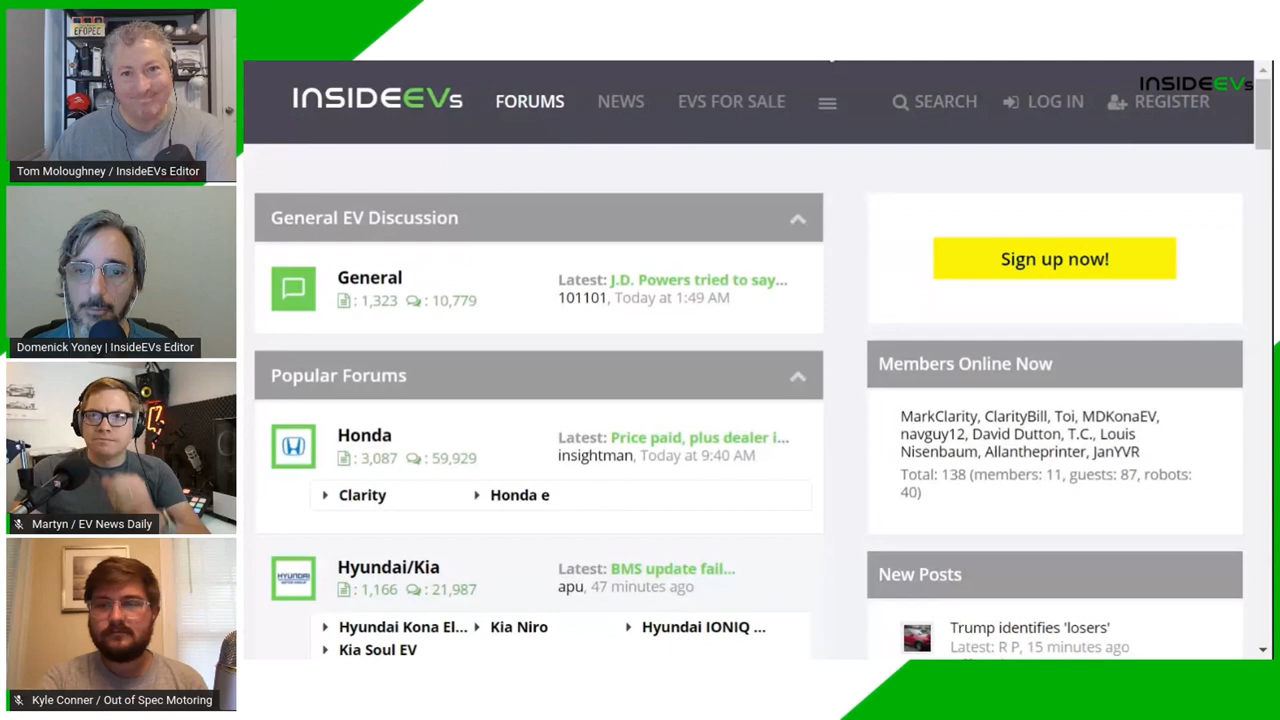 EFOPEC
Tom Moloughney / InsideEVs Editor
Domenick Yoney | InsideEVs Editor
Martyn / EV News Daily
Kyle Conner / Out of Spec Motoring
INSIDEEVs
FORUMS
NEWS
EVS FOR SALE
SEARCH
LOG IN
REGISTER
INSIDEEVs
General EV Discussion
General
: 1,323 : 10,779
Latest: J.D. Powers tried to say...
101101, Today at 1:49 AM
Popular Forums
Honda
: 3,087 : 59,929
Latest: Price paid, plus dealer i...
insightman, Today at 9:40 AM
Clarity
Honda e
Hyundai/Kia
: 1,166 : 21,987
Latest: BMS update fail...
apu, 47 minutes ago
Hyundai Kona El...
Kia Niro
Hyundai IONIQ ...
Kia Soul EV
Sign up now!
Members Online Now
MarkClarity, ClarityBill, Toi, MDKonaEV,
navguy12, David Dutton, T.C., Louis
Nisenbaum, Allantheprinter, JanYVR
Total: 138 (members: 11, guests: 87, robots:
40)
New Posts
Trump identifies 'losers'
Latest: R P, 15 minutes ago